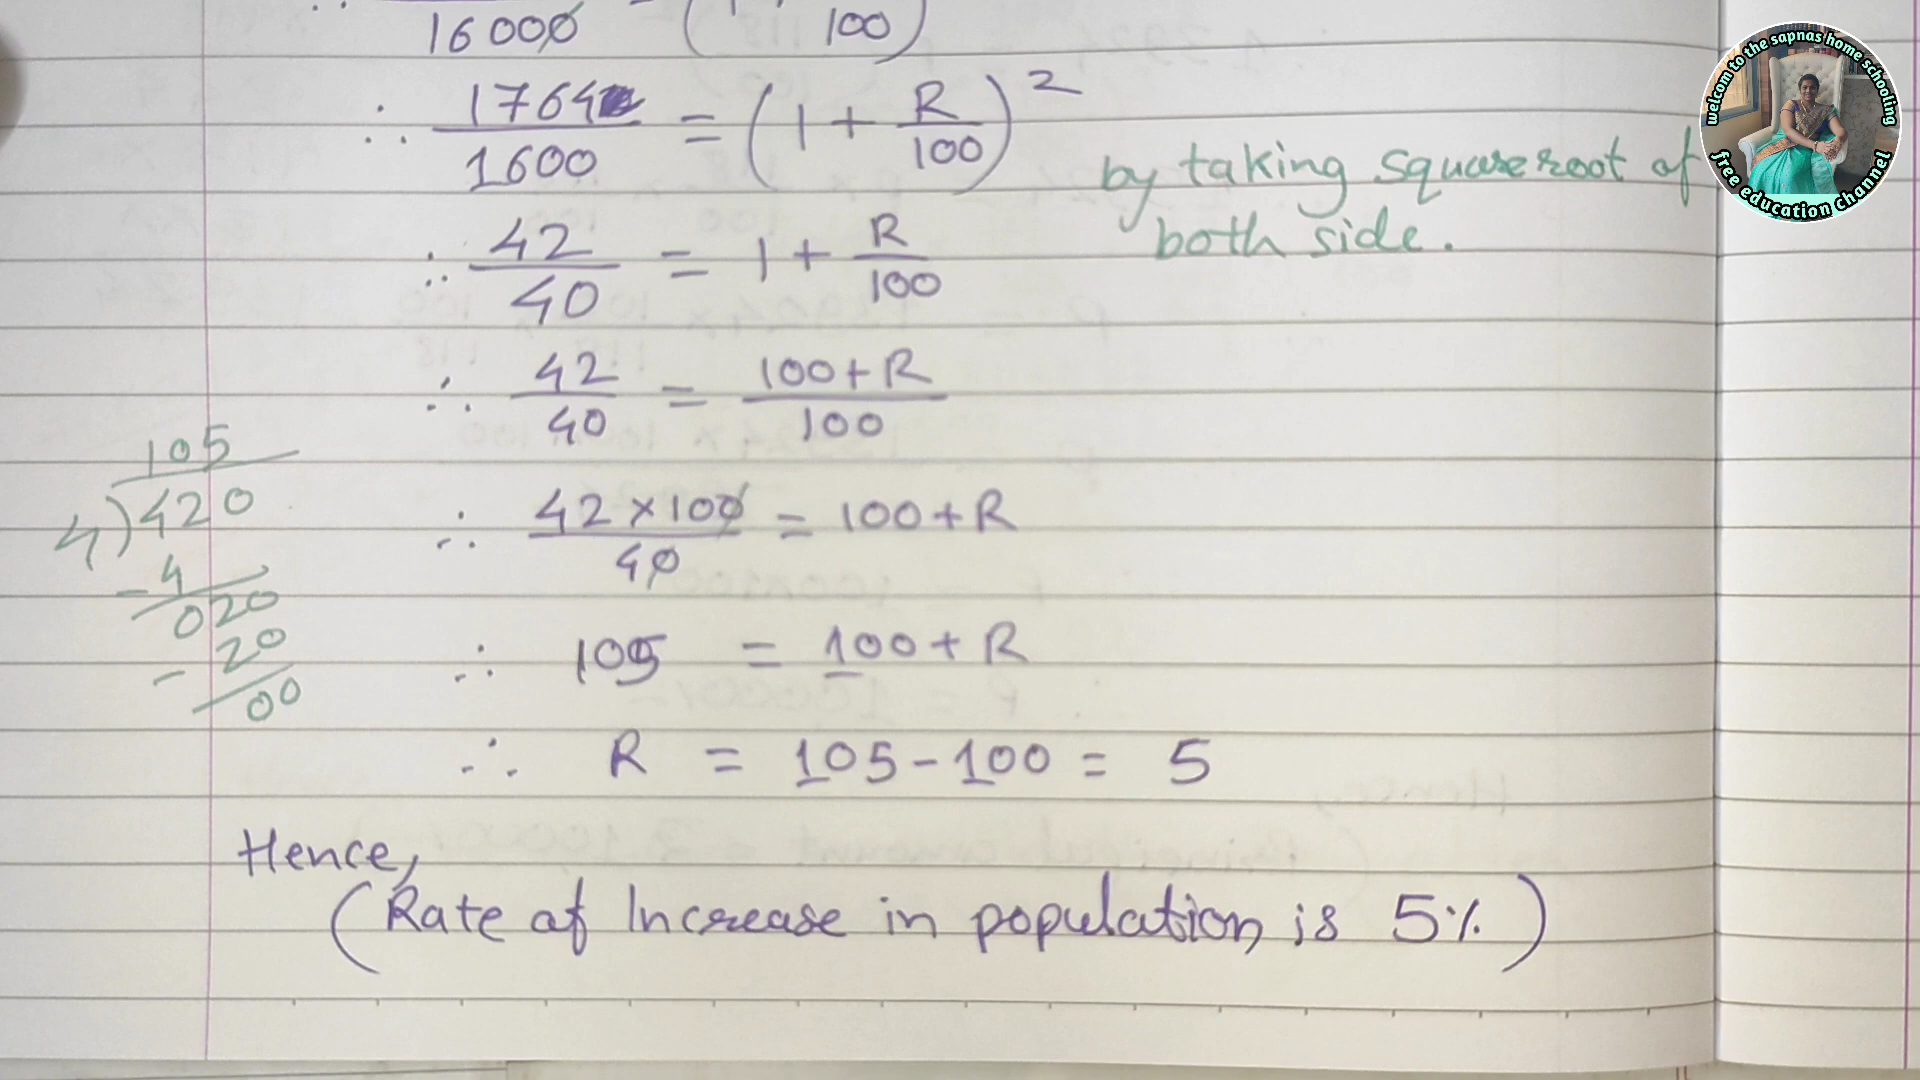 16000 ( 100 )
∴ 1764/1600 = (1 + R/100)²
by taking square root of
both side.
∴ 42/40 = 1 + R/100
∴ 42/40 = 100+R/100
∴ 42 x 100/40 = 100 + R
105
4)420
-4
020
-20
00
∴ 105 = 100 + R
∴ R = 105 - 100 = 5
Hence,
(Rate of Increase in population is 5%)
welcom to the sapnas home schooling
free education channel